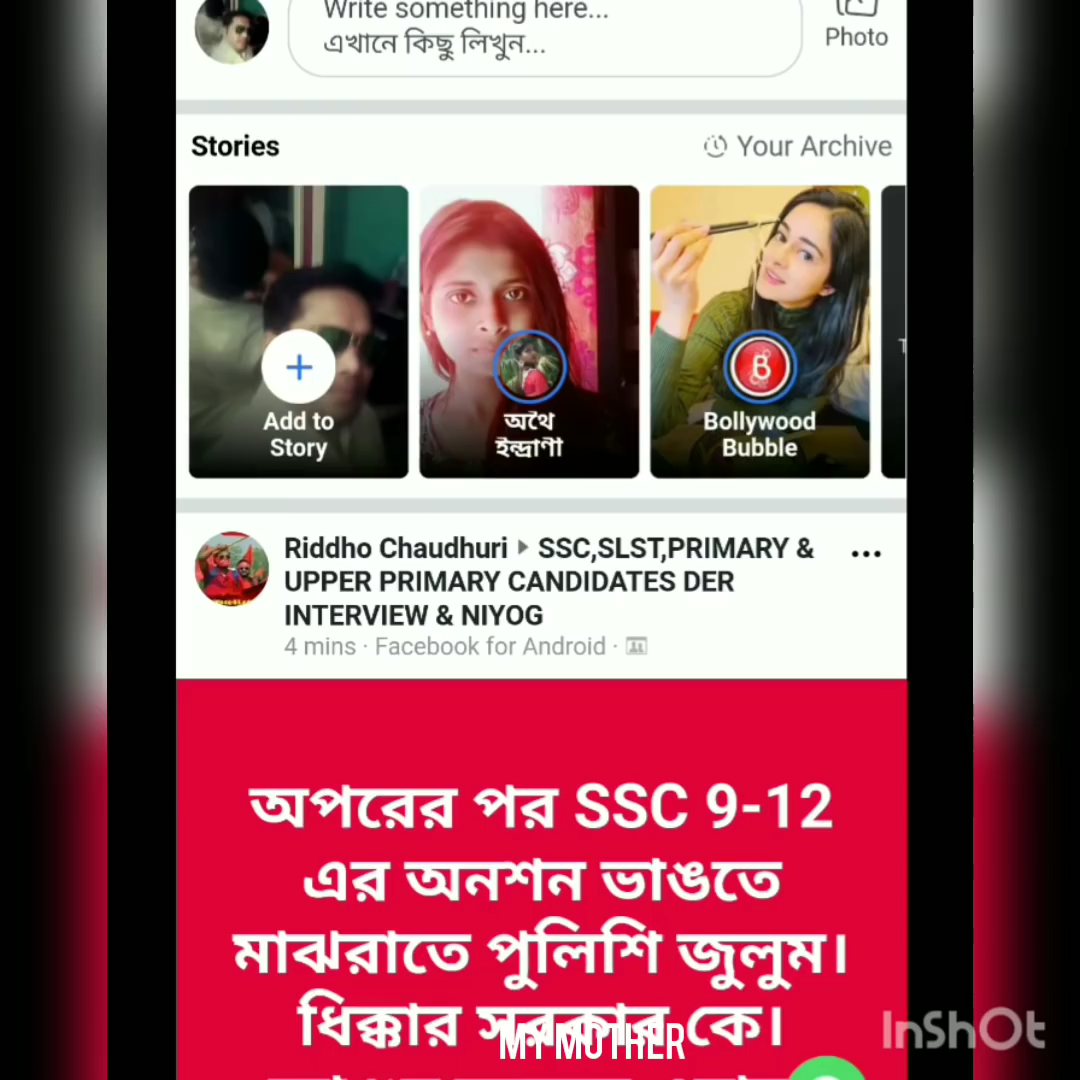 Write something here...
এখানে কিছু লিখুন...
Photo
Stories
Your Archive
Add to
Story
অথৈ
ইন্দ্রাণী
Bollywood
Bubble
Riddho Chaudhuri ▸ SSC,SLST,PRIMARY &
UPPER PRIMARY CANDIDATES DER
INTERVIEW & NIYOG
4 mins · Facebook for Android ·
অপরের পর SSC 9-12
এর অনশন ভাঙতে
মাঝরাতে পুলিশি জুলুম।
ধিক্কার সরকার কে।
MY MOTHER
InShOt